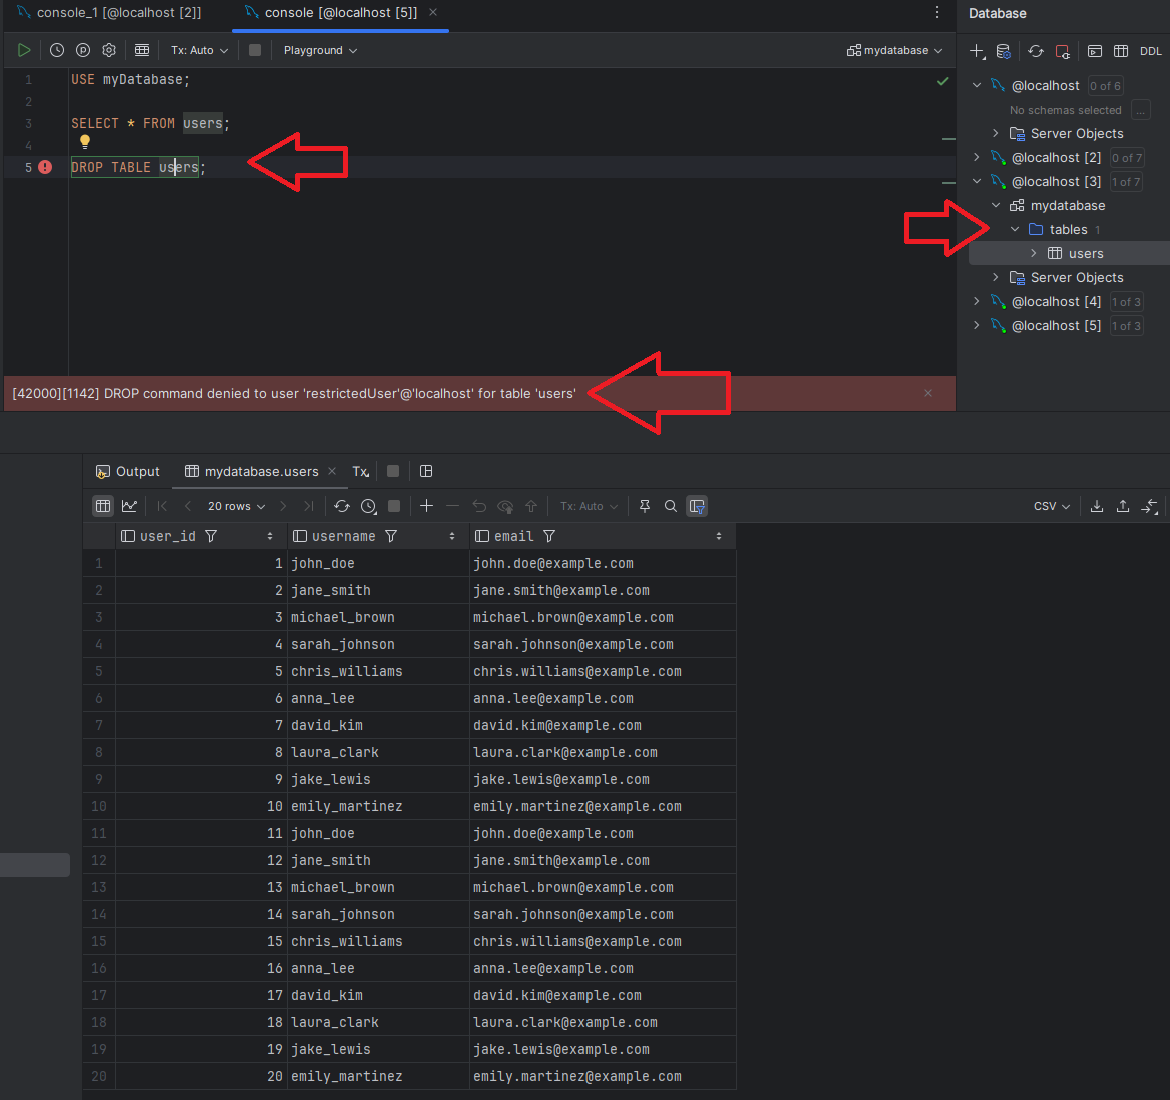 console_1 [@localhost [2]]
console [@localhost [5]]
Database
Tx: Auto
Playground
mydatabase
DDL
1 USE myDatabase;
2
3 SELECT * FROM users;
4
5 DROP TABLE users;
@localhost 0 of 6
No schemas selected ...
Server Objects
@localhost [2] 0 of 7
@localhost [3] 1 of 7
mydatabase
tables 1
users
Server Objects
@localhost [4] 1 of 3
@localhost [5] 1 of 3
[42000][1142] DROP command denied to user 'restrictedUser'@'localhost' for table 'users'
Output
mydatabase.users
Tx
20 rows
Tx: Auto
CSV
user_id username email
1 1 john_doe john.doe@example.com
2 2 jane_smith jane.smith@example.com
3 3 michael_brown michael.brown@example.com
4 4 sarah_johnson sarah.johnson@example.com
5 5 chris_williams chris.williams@example.com
6 6 anna_lee anna.lee@example.com
7 7 david_kim david.kim@example.com
8 8 laura_clark laura.clark@example.com
9 9 jake_lewis jake.lewis@example.com
10 10 emily_martinez emily.martinez@example.com
11 11 john_doe john.doe@example.com
12 12 jane_smith jane.smith@example.com
13 13 michael_brown michael.brown@example.com
14 14 sarah_johnson sarah.johnson@example.com
15 15 chris_williams chris.williams@example.com
16 16 anna_lee anna.lee@example.com
17 17 david_kim david.kim@example.com
18 18 laura_clark laura.clark@example.com
19 19 jake_lewis jake.lewis@example.com
20 20 emily_martinez emily.martinez@example.com